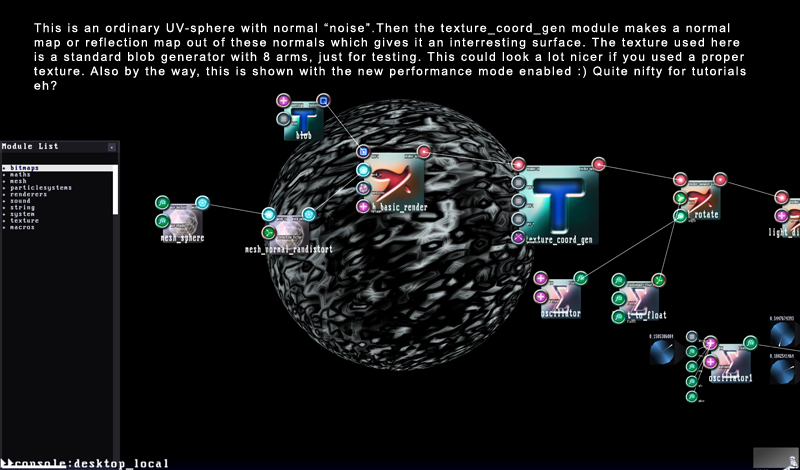 This is an ordinary UV-sphere with normal “noise”.Then the texture_coord_gen module makes a normal
map or reflection map out of these normals which gives it an interresting surface. The texture used here
is a standard blob generator with 8 arms, just for testing. This could look a lot nicer if you used a proper
texture. Also by the way, this is shown with the new performance mode enabled :) Quite nifty for tutorials
eh?
blob
Module List
bitmaps
maths
mesh
particlesystems
renderers
sound
string
system
texture
macros
mesh_sphere
mesh_normal_randistort
basic_render
texture_coord_gen
rotate
light_di
oscillator
t_to_float
oscillator1
console:desktop_local